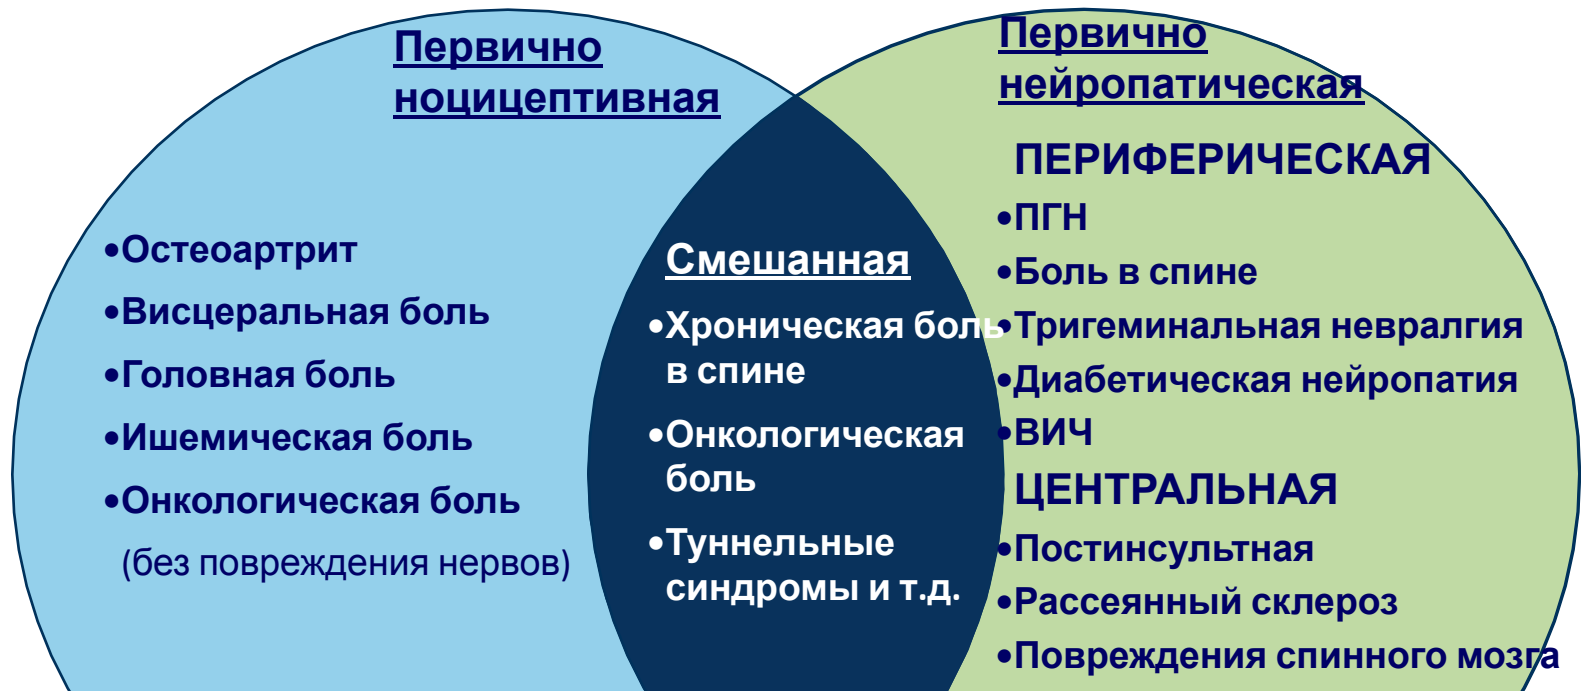 Первично
ноцицептивная
•Остеоартрит
•Висцеральная боль
•Головная боль
•Ишемическая боль
•Онкологическая боль
(без повреждения нервов)
Смешанная
•Хроническая боль
в спине
•Онкологическая
боль
•Туннельные
синдромы и т.д.
Первично
нейропатическая
ПЕРИФЕРИЧЕСКАЯ
•ПГН
•Боль в спине
•Тригеминальная невралгия
•Диабетическая нейропатия
•ВИЧ
ЦЕНТРАЛЬНАЯ
•Постинсультная
•Рассеянный склероз
•Повреждения спинного мозга